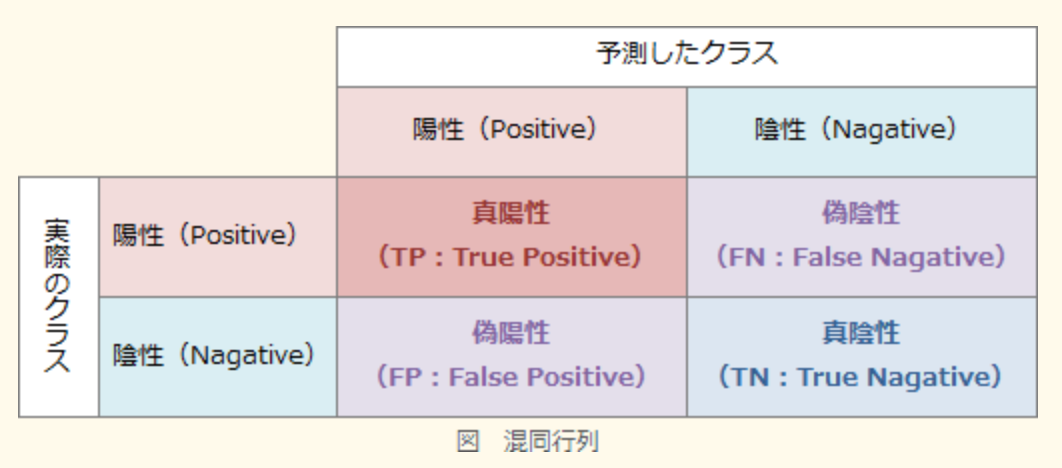 予測したクラス
陽性（Positive）
陰性（Nagative）
実際のクラス
陽性（Positive）
真陽性
（TP：True Positive）
偽陰性
（FN：False Nagative）
陰性（Nagative）
偽陽性
（FP：False Positive）
真陰性
（TN：True Nagative）
図　混同行列